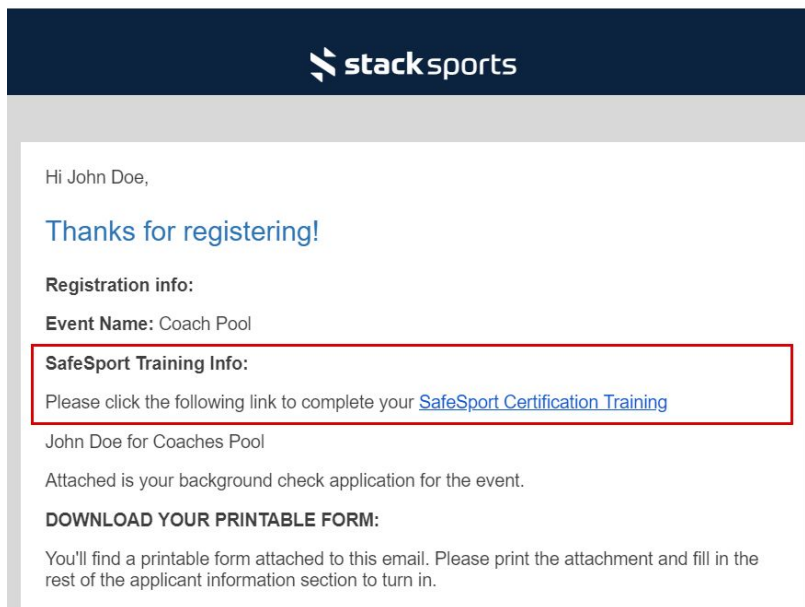 stack sports
Hi John Doe,
Thanks for registering!
Registration info:
Event Name: Coach Pool
SafeSport Training Info:
Please click the following link to complete your SafeSport Certification Training
John Doe for Coaches Pool
Attached is your background check application for the event.
DOWNLOAD YOUR PRINTABLE FORM:
You'll find a printable form attached to this email. Please print the attachment and fill in the
rest of the applicant information section to turn in.